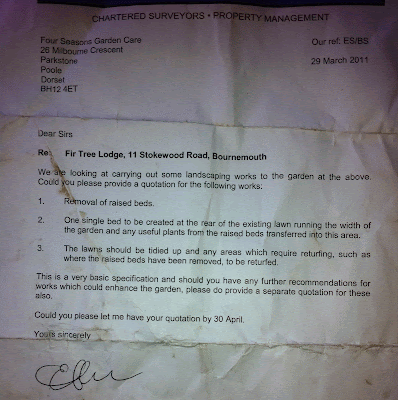 CHARTERED SURVEYORS • PROPERTY MANAGEMENT
Four Seasons Garden Care
26 Milbourne Crescent
Parkstone
Poole
Dorset
BH12 4ET
Our ref: ES/BS
29 March 2011
Dear Sirs
Re: Fir Tree Lodge, 11 Stokewood Road, Bournemouth
We are looking at carrying out some landscaping works to the garden at the above.
Could you please provide a quotation for the following works:
1. Removal of raised beds.
2. One single bed to be created at the rear of the existing lawn running the width of
the garden and any useful plants from the raised beds transferred into this area.
3. The lawns should be tidied up and any areas which require returfing, such as
where the raised beds have been removed, to be returfed.
This is a very basic specification and should you have any further recommendations for
works which could enhance the garden, please do provide a separate quotation for these
also.
Could you please let me have your quotation by 30 April.
Yours sincerely